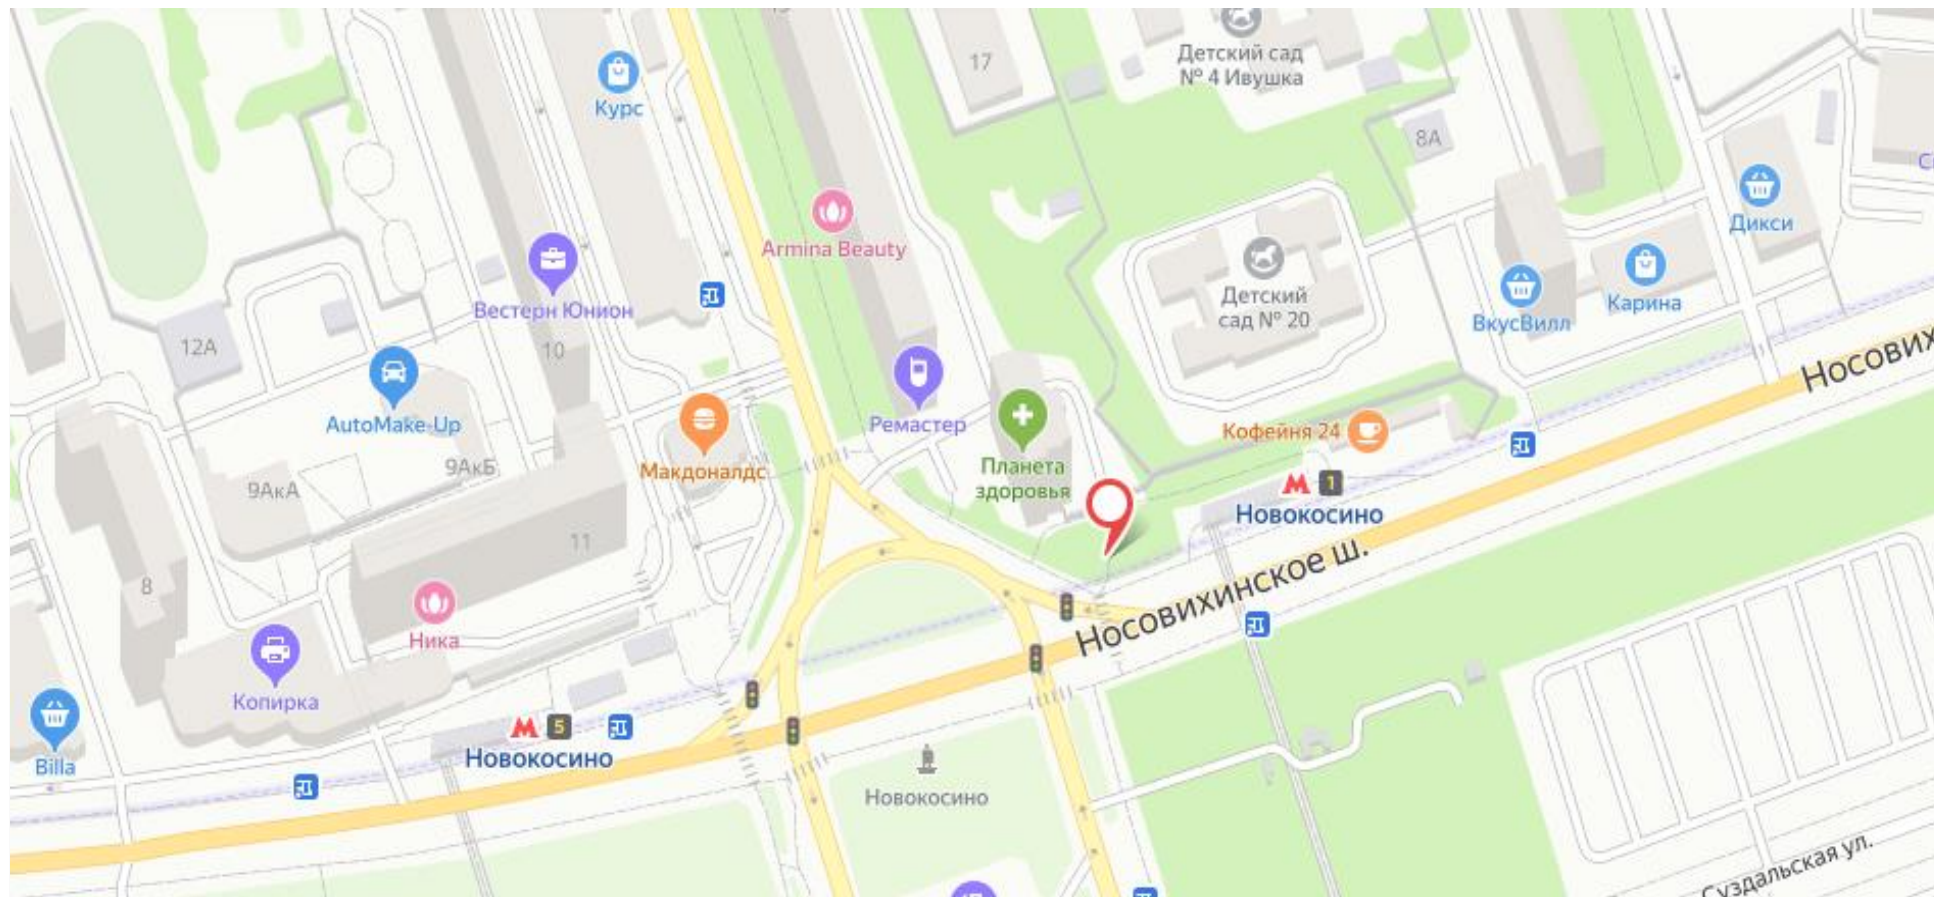 17
Детский сад
№ 4 Ивушка
Курс
8А
Дикси
Armina Beauty
Вестерн Юнион
Детский
сад № 20
ВкусВилл
Карина
12А
10
AutoMake-Up
Ремастер
Носових
Макдоналдс
Планета
здоровья
Кофейня 24
9АкБ
9АкА
М 1
Новокосино
11
Носовихинское ш.
8
Ника
Копирка
М 5
Новокосино
Billa
Новокосино
Суздальская ул.